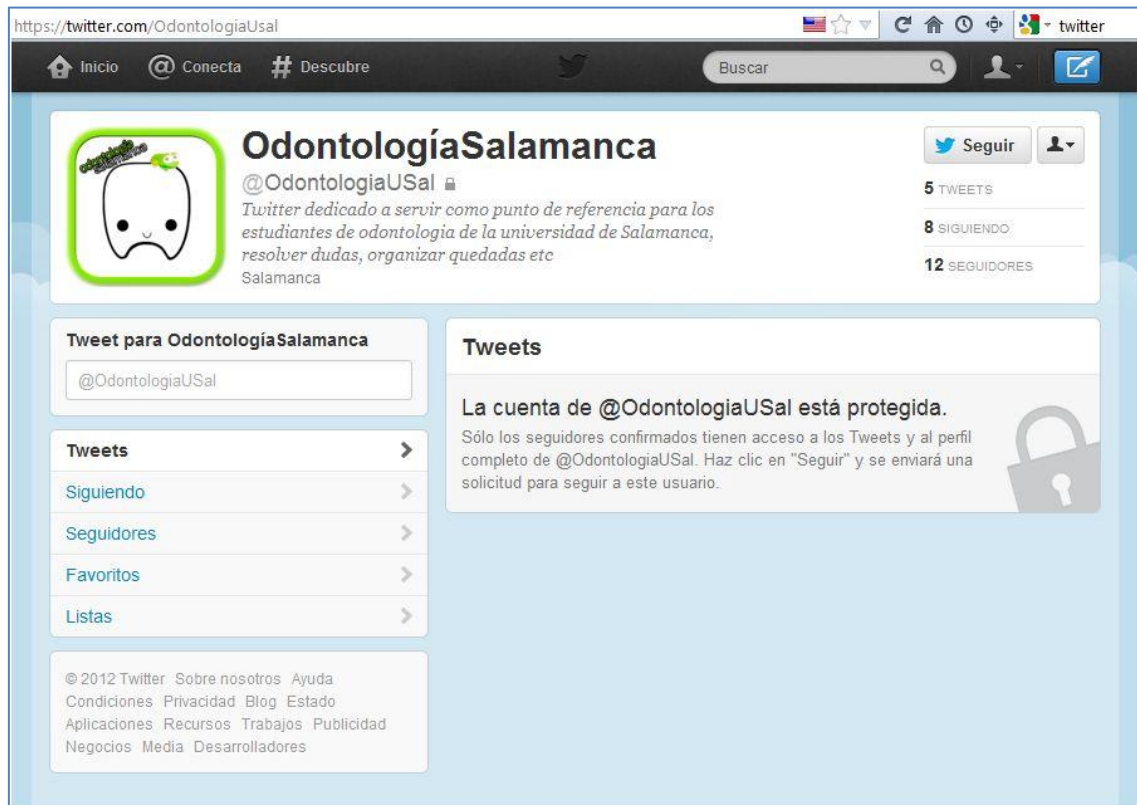 https://twitter.com/OdontologiaUsal
twitter
Inicio
Conecta
# Descubre
Buscar
odontología
salamanca
OdontologíaSalamanca
@OdontologiaUSal
Twitter dedicado a servir como punto de referencia para los
estudiantes de odontologia de la universidad de Salamanca,
resolver dudas, organizar quedadas etc
Salamanca
Seguir
5 TWEETS
8 SIGUIENDO
12 SEGUIDORES
Tweet para OdontologíaSalamanca
@OdontologiaUSal
Tweets
Siguiendo
Seguidores
Favoritos
Listas
© 2012 Twitter Sobre nosotros Ayuda
Condiciones Privacidad Blog Estado
Aplicaciones Recursos Trabajos Publicidad
Negocios Media Desarrolladores
Tweets
La cuenta de @OdontologiaUSal está protegida.
Sólo los seguidores confirmados tienen acceso a los Tweets y al perfil
completo de @OdontologiaUSal. Haz clic en "Seguir" y se enviará una
solicitud para seguir a este usuario.